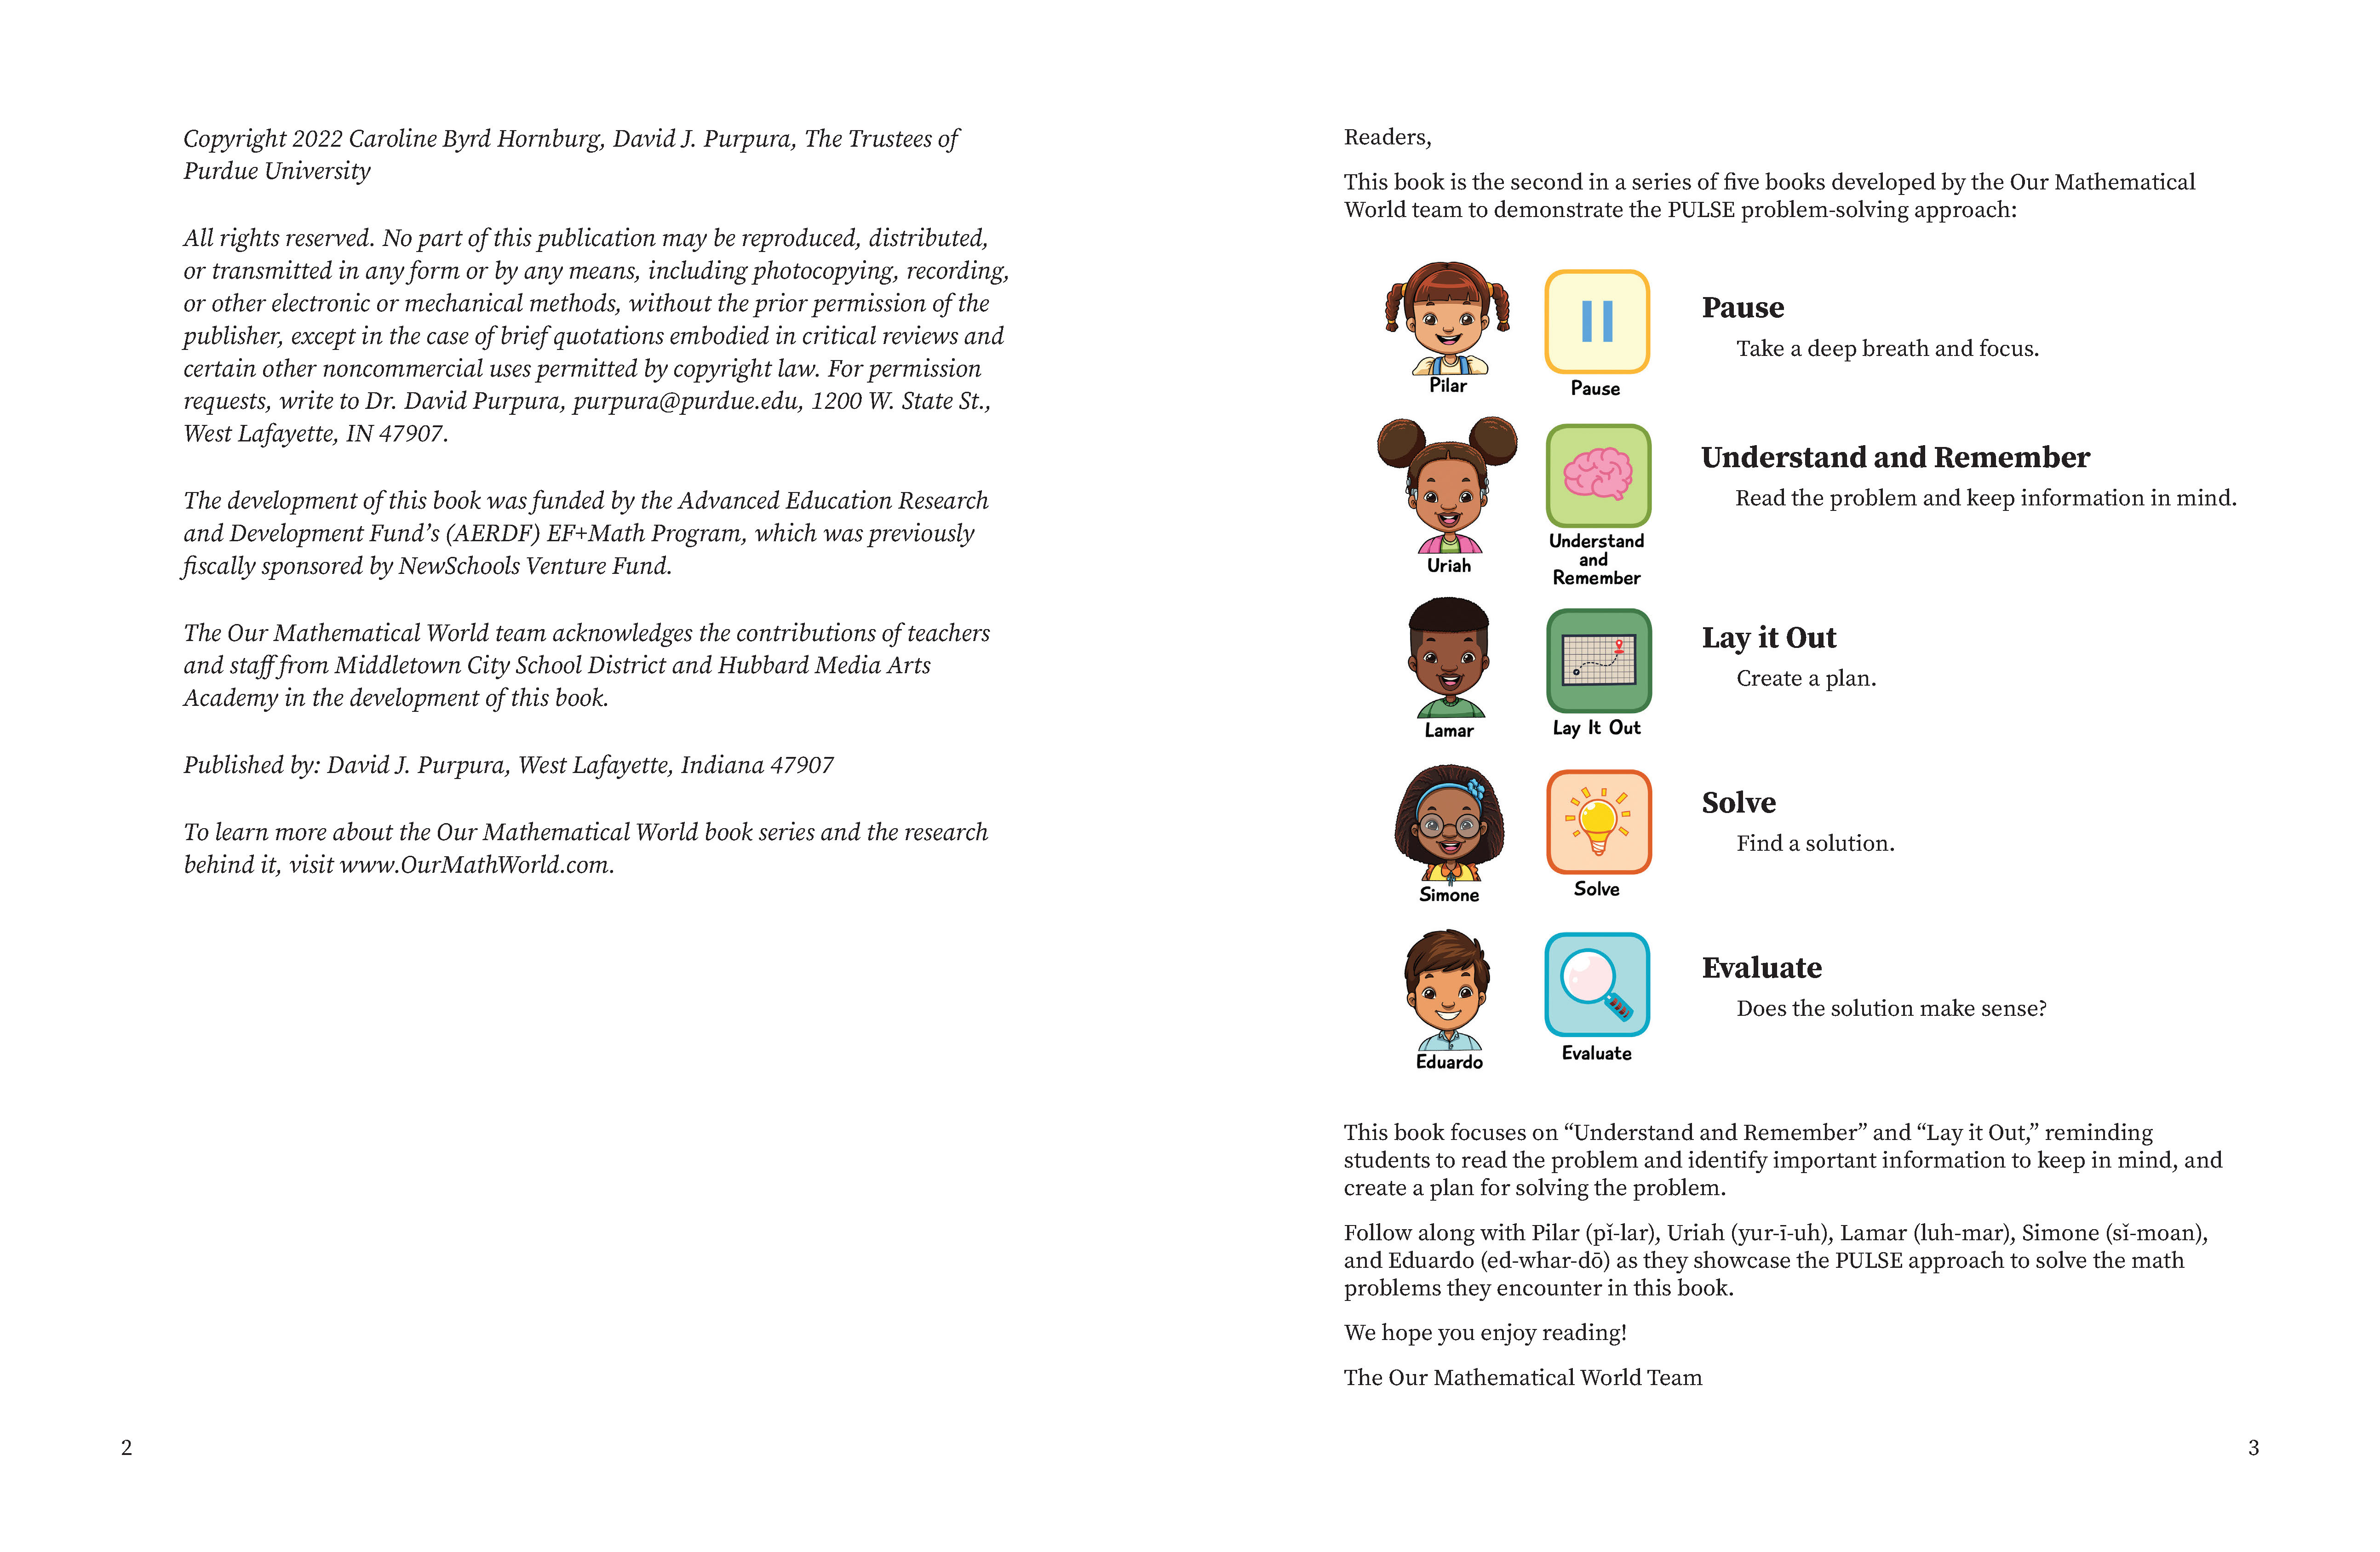 Copyright 2022 Caroline Byrd Hornburg, David J. Purpura, The Trustees of
Purdue University
All rights reserved. No part of this publication may be reproduced, distributed,
or transmitted in any form or by any means, including photocopying, recording,
or other electronic or mechanical methods, without the prior permission of the
publisher, except in the case of brief quotations embodied in critical reviews and
certain other noncommercial uses permitted by copyright law. For permission
requests, write to Dr. David Purpura, purpura@purdue.edu, 1200 W. State St.,
West Lafayette, IN 47907.
The development of this book was funded by the Advanced Education Research
and Development Fund’s (AERDF) EF+Math Program, which was previously
fiscally sponsored by NewSchools Venture Fund.
The Our Mathematical World team acknowledges the contributions of teachers
and staff from Middletown City School District and Hubbard Media Arts
Academy in the development of this book.
Published by: David J. Purpura, West Lafayette, Indiana 47907
To learn more about the Our Mathematical World book series and the research
behind it, visit www.OurMathWorld.com.
2
Readers,
This book is the second in a series of five books developed by the Our Mathematical
World team to demonstrate the PULSE problem-solving approach:
Pilar
Pause
Pause
Take a deep breath and focus.
Uriah
Understand
and
Remember
Understand and Remember
Read the problem and keep information in mind.
Lamar
Lay It Out
Lay it Out
Create a plan.
Simone
Solve
Solve
Find a solution.
Eduardo
Evaluate
Evaluate
Does the solution make sense?
This book focuses on “Understand and Remember” and “Lay it Out,” reminding
students to read the problem and identify important information to keep in mind, and
create a plan for solving the problem.
Follow along with Pilar (pĭ-lar), Uriah (yur-ī-uh), Lamar (luh-mar), Simone (sĭ-moan),
and Eduardo (ed-whar-dō) as they showcase the PULSE approach to solve the math
problems they encounter in this book.
We hope you enjoy reading!
The Our Mathematical World Team
3